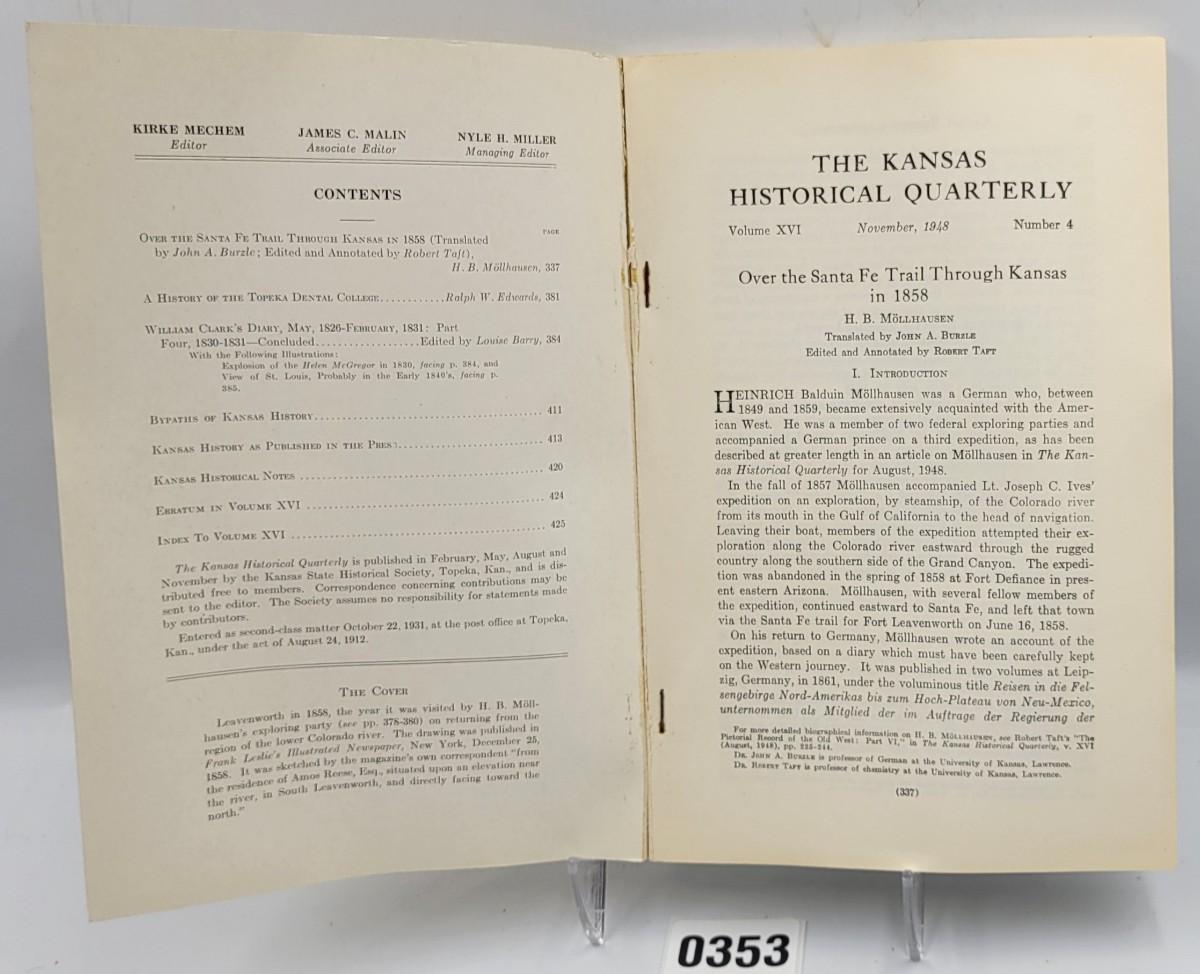 KIRKE MECHEM JAMES C. MALIN NYLE H. MILLER
Editor Associate Editor Managing Editor
CONTENTS
PAGE
OVER THE SANTA FE TRAIL THROUGH KANSAS IN 1858 (Translated
by John A. Burzle; Edited and Annotated by Robert Taft),
H. B. Möllhausen, 337
A HISTORY OF THE TOPEKA DENTAL COLLEGE............Ralph W. Edwards, 381
WILLIAM CLARK'S DIARY, MAY, 1826-FEBRUARY, 1831: Part
Four, 1830-1831—Concluded...................Edited by Louise Barry, 384
With the Following Illustrations:
Explosion of the Helen McGregor in 1830, facing p. 384, and
View of St. Louis, Probably in the Early 1840's, facing p.
385.
BYPATHS OF KANSAS HISTORY........................................ 411
KANSAS HISTORY AS PUBLISHED IN THE PRESS......................... 413
KANSAS HISTORICAL NOTES ......................................... 420
ERRATUM IN VOLUME XVI ........................................... 424
INDEX TO VOLUME XVI ............................................. 425
The Kansas Historical Quarterly is published in February, May, August and
November by the Kansas State Historical Society, Topeka, Kan., and is dis-
tributed free to members. Correspondence concerning contributions may be
sent to the editor. The Society assumes no responsibility for statements made
by contributors.
Entered as second-class matter October 22, 1931, at the post office at Topeka,
Kan., under the act of August 24, 1912.
THE COVER
Leavenworth in 1858, the year it was visited by H. B. Möll-
hausen's exploring party (see pp. 378-380) on returning from the
region of the lower Colorado river. The drawing was published in
Frank Leslie's Illustrated Newspaper, New York, December 25,
1858. It was sketched by the magazine's own correspondent "from
the residence of Amos Reese, Esq., situated upon an elevation near
the river, in South Leavenworth, and directly facing toward the
north."
THE KANSAS
HISTORICAL QUARTERLY
Volume XVI November, 1948 Number 4
Over the Santa Fe Trail Through Kansas
in 1858
H. B. MÖLLHAUSEN
Translated by JOHN A. BURZLE
Edited and Annotated by ROBERT TAFT
I. INTRODUCTION
HEINRICH Balduin Möllhausen was a German who, between
1849 and 1859, became extensively acquainted with the Amer-
ican West. He was a member of two federal exploring parties and
accompanied a German prince on a third expedition, as has been
described at greater length in an article on Möllhausen in The Kan-
sas Historical Quarterly for August, 1948.
In the fall of 1857 Möllhausen accompanied Lt. Joseph C. Ives'
expedition on an exploration, by steamship, of the Colorado river
from its mouth in the Gulf of California to the head of navigation.
Leaving their boat, members of the expedition attempted their ex-
ploration along the Colorado river eastward through the rugged
country along the southern side of the Grand Canyon. The expedi-
tion was abandoned in the spring of 1858 at Fort Defiance in pres-
ent eastern Arizona. Möllhausen, with several fellow members of
the expedition, continued eastward to Santa Fe, and left that town
via the Santa Fe trail for Fort Leavenworth on June 16, 1858.
On his return to Germany, Möllhausen wrote an account of the
expedition, based on a diary which must have been carefully kept
on the Western journey. It was published in two volumes at Leip-
zig, Germany, in 1861, under the voluminous title Reisen in die Fel-
sengebirge Nord-Amerikas bis zum Hoch-Plateau von Neu-Mexico,
unternommen als Mitglied der im Auftrage der Regierung der
For more detailed biographical information on H. B. MÖLLHAUSEN, see Robert Taft's "The
Pictorial Record of the Old West: Part VI," in The Kansas Historical Quarterly, v. XVI
(August, 1948), pp. 225-244.
DR. JOHN A. BURZLE is professor of German at the University of Kansas, Lawrence.
DR. ROBERT TAFT is professor of chemistry at the University of Kansas, Lawrence.
(337)
0353